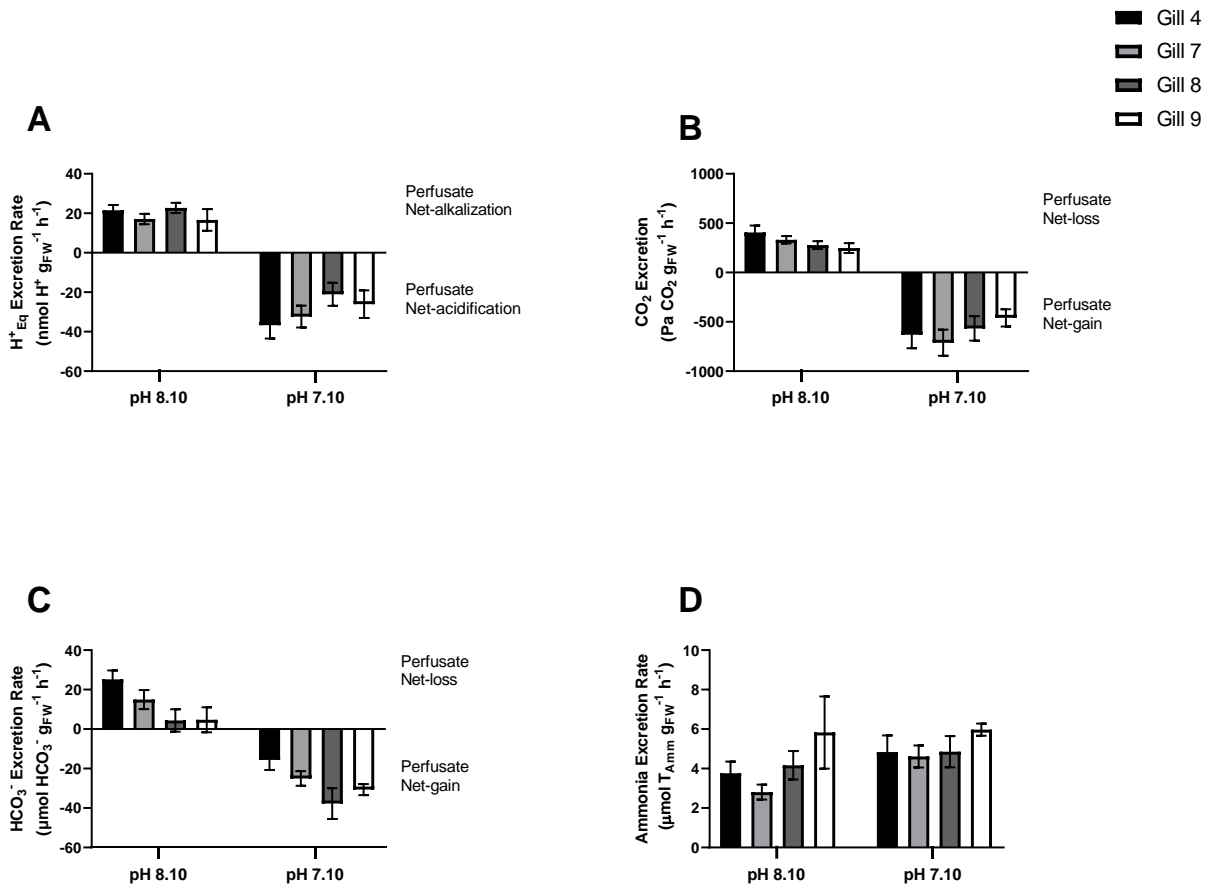 Gill 4
Gill 7
Gill 8
Gill 9
A
H⁺Eq Excretion Rate
(nmol H⁺ gFW⁻¹ h⁻¹)
40
20
0
-20
-40
-60
pH 8.10
pH 7.10
Perfusate
Net-alkalization
Perfusate
Net-acidification
B
CO₂ Excretion
(Pa CO₂ gFW⁻¹ h⁻¹)
1000
500
0
-500
-1000
pH 8.10
pH 7.10
Perfusate
Net-loss
Perfusate
Net-gain
C
HCO₃⁻ Excretion Rate
(µmol HCO₃⁻ gFW⁻¹ h⁻¹)
40
20
0
-20
-40
-60
pH 8.10
pH 7.10
Perfusate
Net-loss
Perfusate
Net-gain
D
Ammonia Excretion Rate
(µmol TAmm gFW⁻¹ h⁻¹)
10
8
6
4
2
0
pH 8.10
pH 7.10